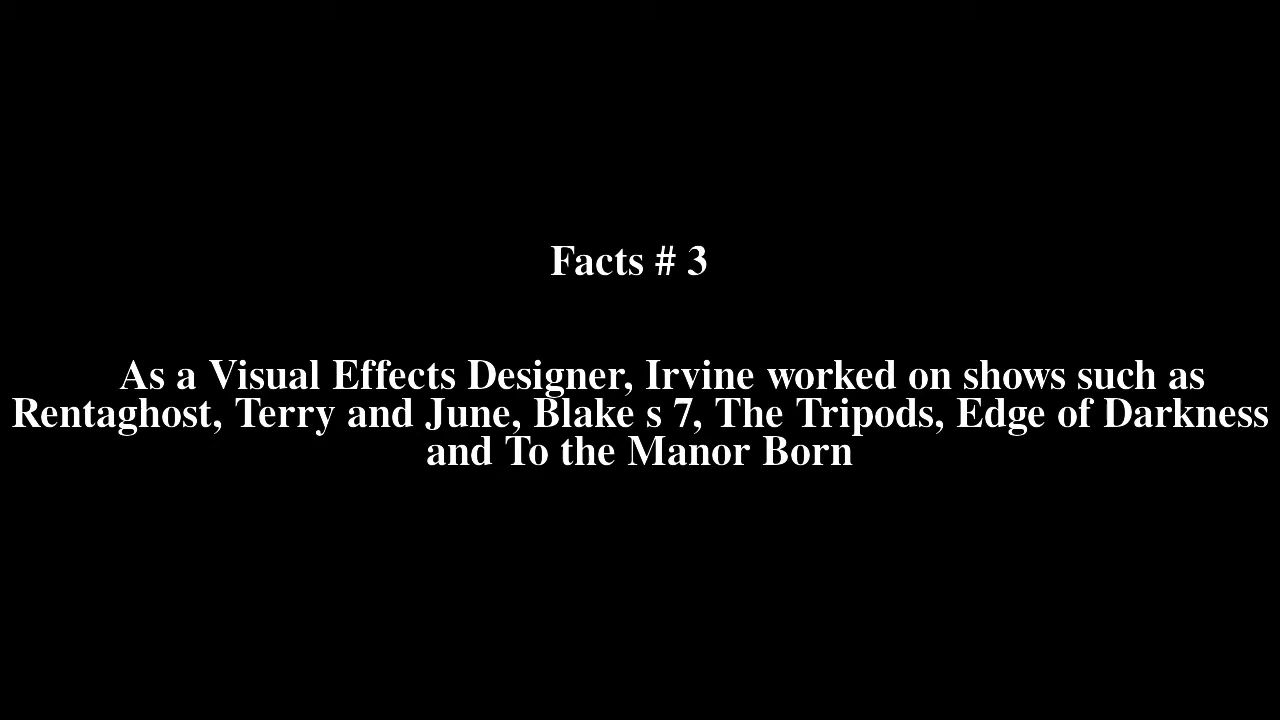 Facts # 3
As a Visual Effects Designer, Irvine worked on shows such as
Rentaghost, Terry and June, Blake s 7, The Tripods, Edge of Darkness
and To the Manor Born